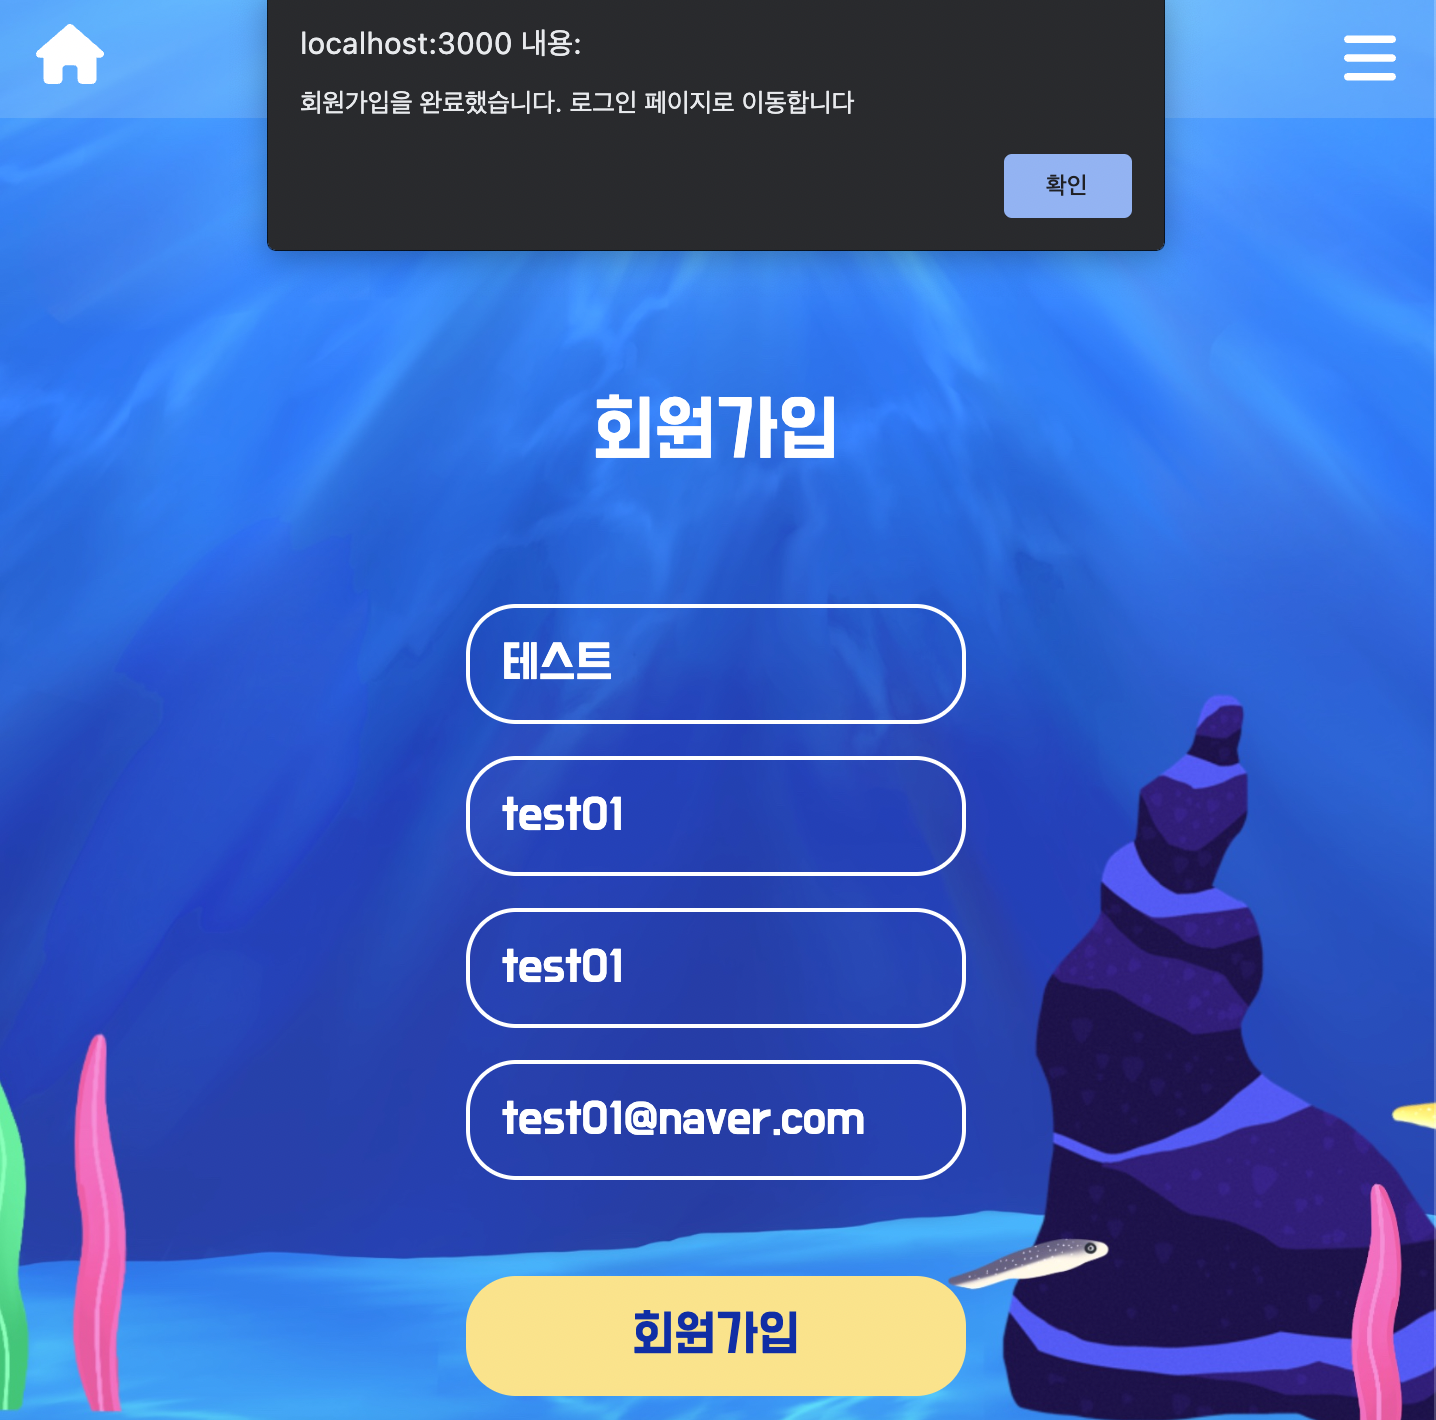 localhost:3000 내용:
회원가입을 완료했습니다. 로그인 페이지로 이동합니다
확인
회원가입
테스트
test01
test01
test01@naver.com
회원가입